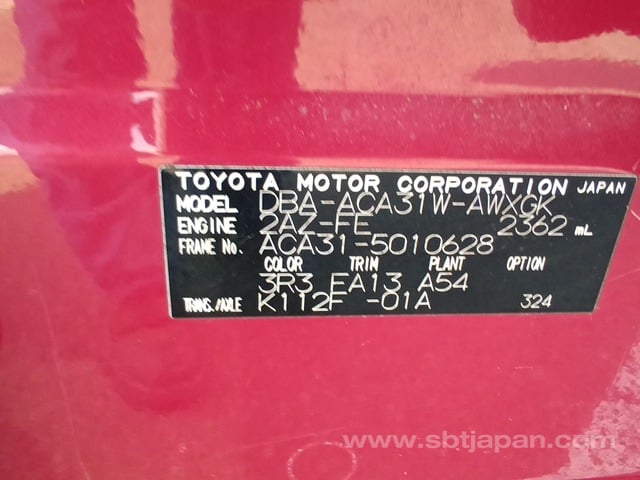 TOYOTA MOTOR CORPORATION JAPAN
MODEL DBA-ACA31W-AWXGK
ENGINE 2AZ-FE 2362 mL
FRAME No. ACA31-5010628
COLOR TRIM PLANT OPTION
3R3 EA13 A54
TRANS./AXLE K112F -01A 324
www.sbtjapan.com